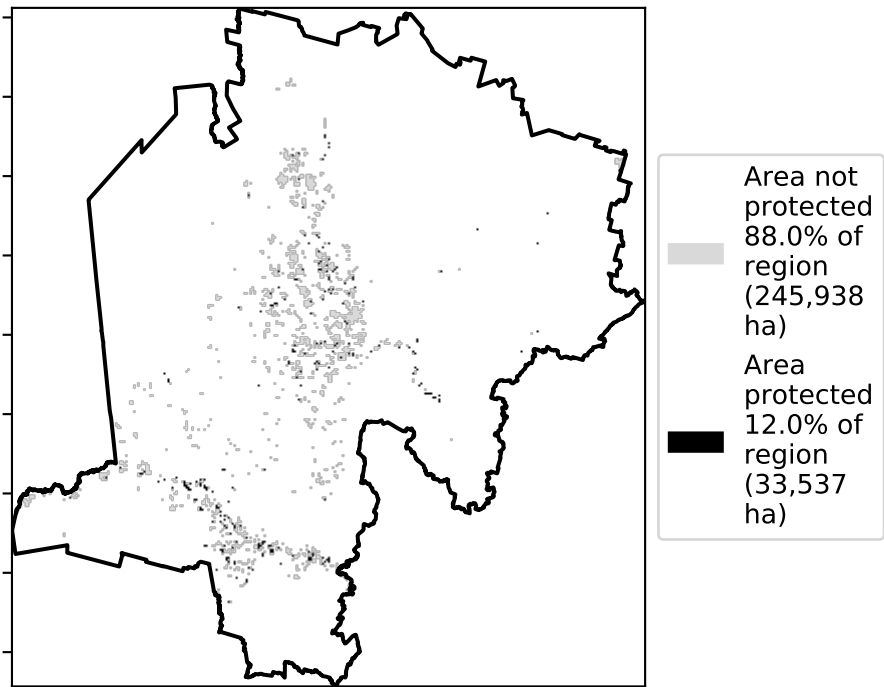 Area not
protected
88.0% of
region
(245,938
ha)
Area
protected
12.0% of
region
(33,537
ha)